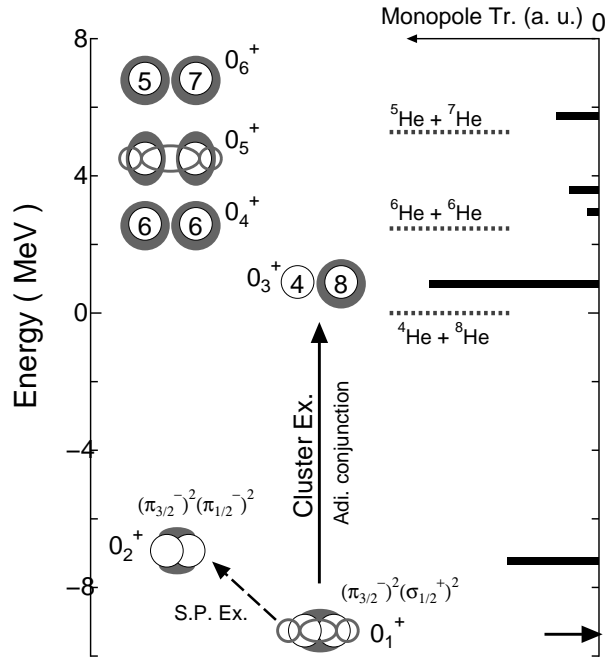 Monopole Tr. (a. u.)
0
8
4
0
−4
−8
Energy ( MeV )
5 7 0₆⁺
⁵He + ⁷He
0₅⁺
6 6 0₄⁺
⁶He + ⁶He
0₃⁺ 4 8
⁴He + ⁸He
Cluster Ex.
Adi. conjunction
(π₃/₂⁻)²(π₁/₂⁻)²
0₂⁺
S.P. Ex.
(π₃/₂⁻)²(σ₁/₂⁺)²
0₁⁺